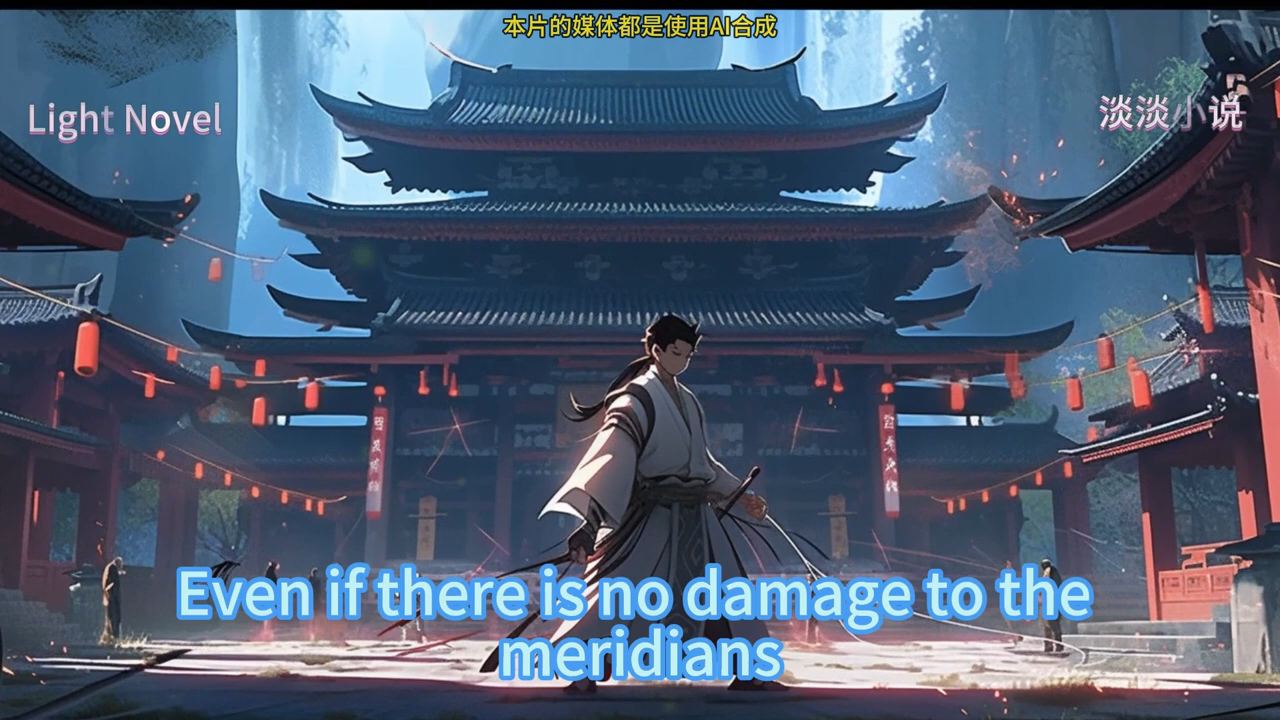 本片的媒体都是使用AI合成
Light Novel
淡淡小说
Even if there is no damage to the
meridians